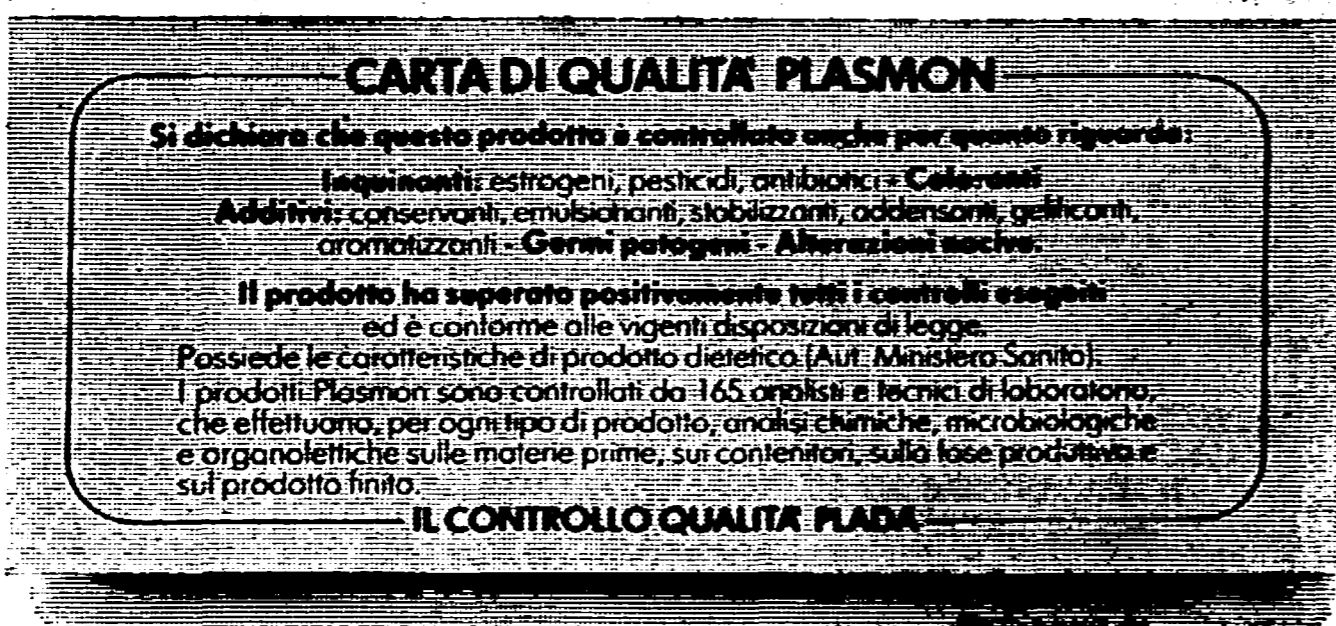 CARTA DI QUALITA' PLASMON
Si dichiara che questo prodotto è controllato anche per quanto riguarda:
Inquinanti: estrogeni, pesticidi, antibiotici - Coloranti
Additivi: conservanti, emulsionanti, stabilizzanti, addensanti, gelificanti,
aromatizzanti - Germi patogeni - Alterazioni nocive.
Il prodotto ha superato positivamente tutti i controlli eseguiti
ed è conforme alle vigenti disposizioni di legge.
Possiede le caratteristiche di prodotto dietetico (Aut. Ministero Sanità).
I prodotti Plasmon sono controllati da 165 analisti e tecnici di laboratorio,
che effettuano, per ogni tipo di prodotto, analisi chimiche, microbiologiche
e organolettiche sulle materie prime, sui contenitori, sulla fase produttiva e
sul prodotto finito.
IL CONTROLLO QUALITA' PLADA